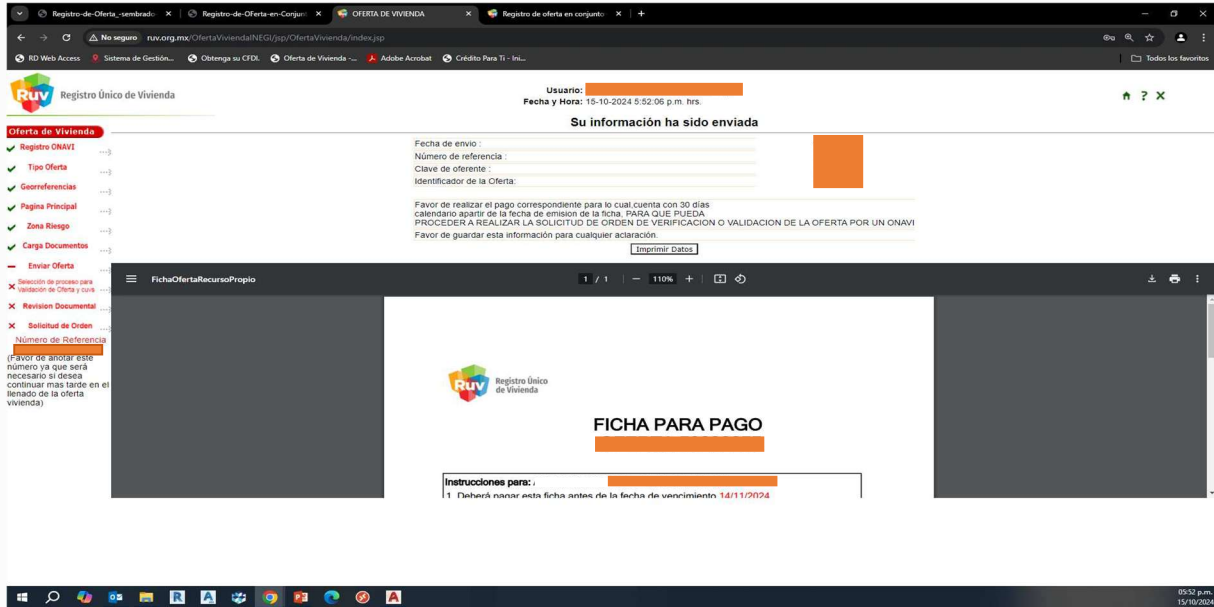 Registro-de-Oferta_-sembrado
Registro-de-OFerta-en-Conjun
OFERTA DE VIVIENDA
Registro de oferta en conjunto
No seguro
ruv.org.mx/OfertaViviendaINEGI/jsp/OfertaVivienda/index.jsp
RD Web Access
Sistema de Gestión...
Obtenga su CFDI.
Oferta de Vivienda -...
Adobe Acrobat
Crédito Para Ti - Ini...
Todos los favoritos
RUV
Registro Único de Vivienda
Usuario:
Fecha y Hora: 15-10-2024 5:52:06 p.m. hrs.
Su información ha sido enviada
Oferta de Vivienda
Registro ONAVI
Tipo Oferta
Georreferencias
Pagina Principal
Zona Riesgo
Carga Documentos
Enviar Oferta
Selección de proceso para
Validación de Oferta y cuvs
Revision Documental
Solicitud de Orden
Número de Referencia
(Favor de anotar este
número ya que será
necesario si desea
continuar mas tarde en el
llenado de la oferta
vivienda)
Fecha de envio :
Número de referencia :
Clave de oferente :
Identificador de la Oferta:
Favor de realizar el pago correspondiente para lo cual,cuenta con 30 días
calendario apartir de la fecha de emision de la ficha, PARA QUE PUEDA
PROCEDER A REALIZAR LA SOLICITUD DE ORDEN DE VERIFICACION O VALIDACION DE LA OFERTA POR UN ONAVI
Favor de guardar esta información para cualquier aclaración.
Imprimir Datos
FichaOfertaRecursoPropio
1 / 1
110%
RUV
Registro Único
de Vivienda
FICHA PARA PAGO
Instrucciones para:
1. Deberá pagar esta ficha antes de la fecha de vencimiento 14/11/2024
05:52 p.m.
15/10/2024